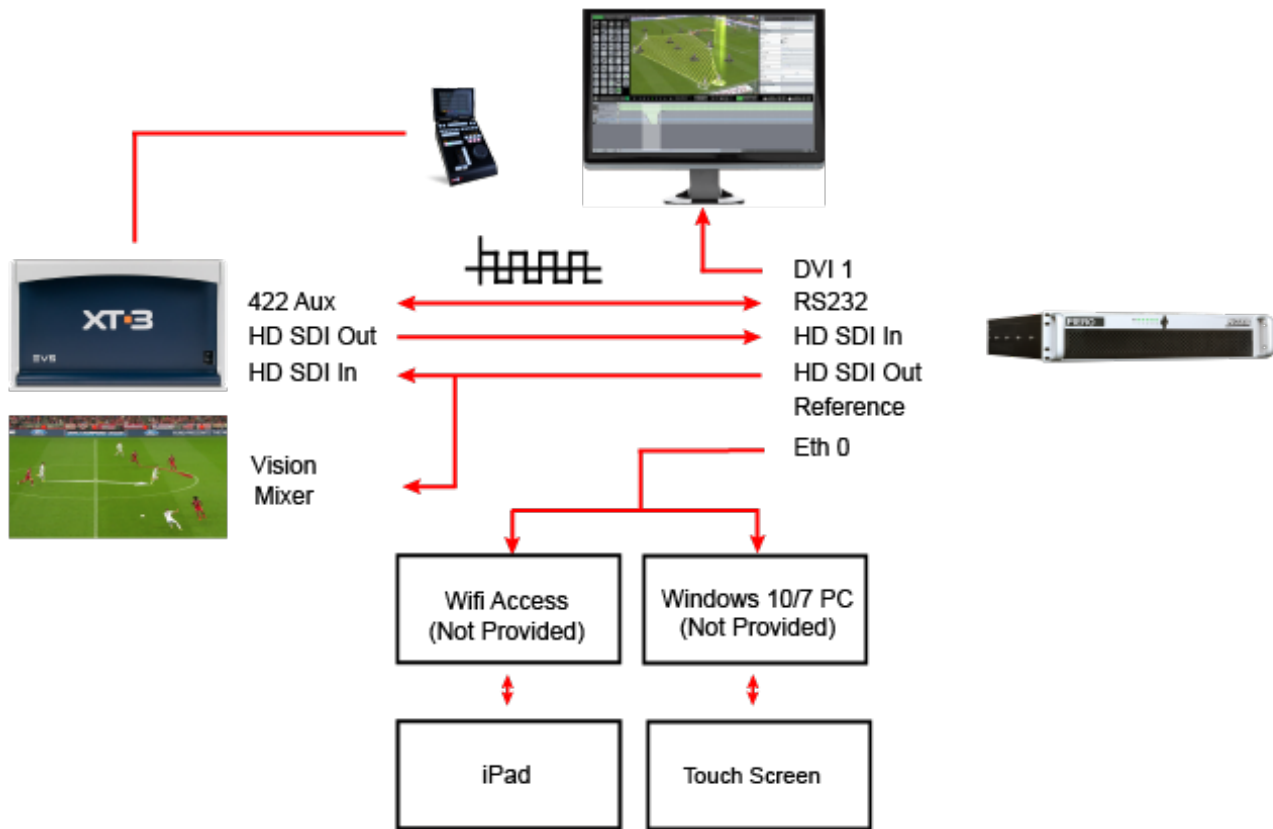 XT3
EVS
422 Aux
HD SDI Out
HD SDI In
Vision
Mixer
DVI 1
RS232
HD SDI In
HD SDI Out
Reference
Eth 0
PIERO
Wifi Access
(Not Provided)
Windows 10/7 PC
(Not Provided)
iPad
Touch Screen